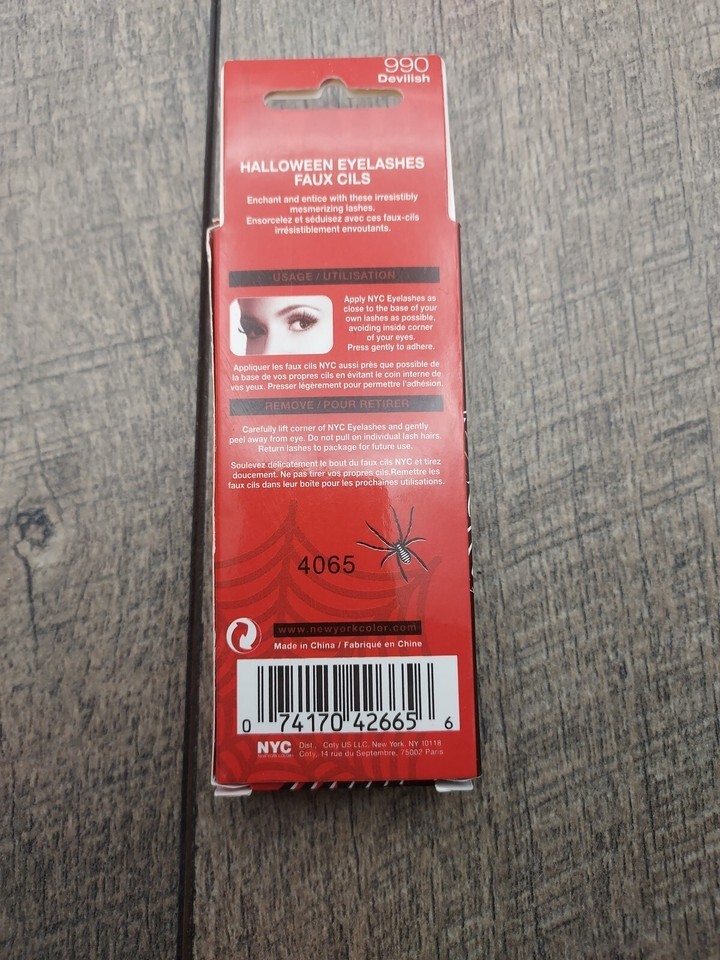 990
Devilish
HALLOWEEN EYELASHES
FAUX CILS
Enchant and entice with these irresistibly
mesmerizing lashes.
Ensorcelez et séduisez avec ces faux-cils
irrésistiblement envoutants.
USAGE / UTILISATION
Apply NYC Eyelashes as
close to the base of your
own lashes as possible,
avoiding inside corner
of your eyes.
Press gently to adhere.
Appliquer les faux cils NYC aussi près que possible de
la base de vos propres cils en évitant le coin interne de
vos yeux. Presser légèrement pour permettre l'adhésion.
REMOVE / POUR RETIRER
Carefully lift corner of NYC Eyelashes and gently
peel away from eye. Do not pull on individual lash hairs.
Return lashes to package for future use.
Soulevez délicatement le bout du faux cils NYC et tirez
doucement. Ne pas tirer vos propres cils.Remettre les
faux cils dans leur boîte pour les prochaines utilisations.
4065
www.newyorkcolor.com
Made in China / Fabriqué en Chine
0 74170 42665 6
NYC
NEW YORK COLOR
Dist., Coty US LLC, New York, NY 10118
Coty, 14 rue du Septembre, 75002 Paris